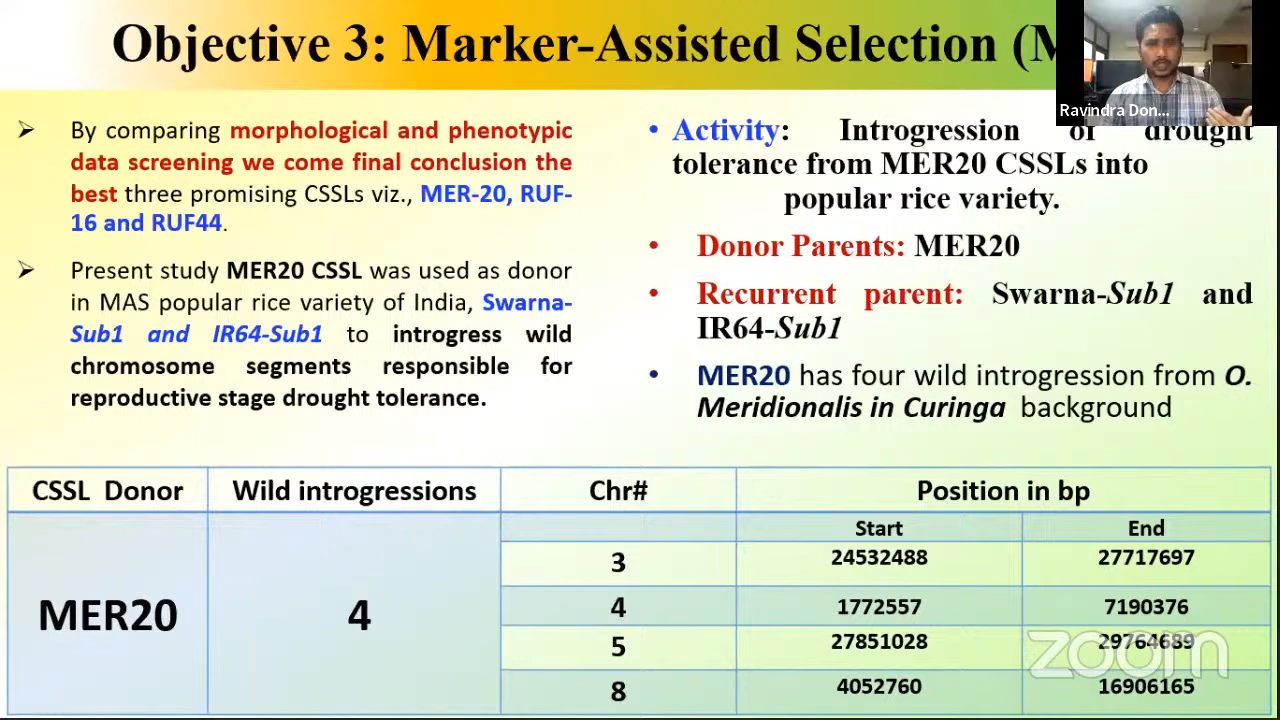 Objective 3: Marker-Assisted Selection (M
Ravindra Don...
➢ By comparing morphological and phenotypic
data screening we come final conclusion the
best three promising CSSLs viz., MER-20, RUF-
16 and RUF44.
➢ Present study MER20 CSSL was used as donor
in MAS popular rice variety of India, Swarna-
Sub1 and IR64-Sub1 to introgress wild
chromosome segments responsible for
reproductive stage drought tolerance.
• Activity: Introgression of drought
tolerance from MER20 CSSLs into
popular rice variety.
• Donor Parents: MER20
• Recurrent parent: Swarna-Sub1 and
IR64-Sub1
• MER20 has four wild introgression from O.
Meridionalis in Curinga background
CSSL Donor Wild introgressions Chr# Position in bp
Start End
MER20 4
3 24532488 27717697
4 1772557 7190376
5 27851028 29764689
8 4052760 16906165
zoom